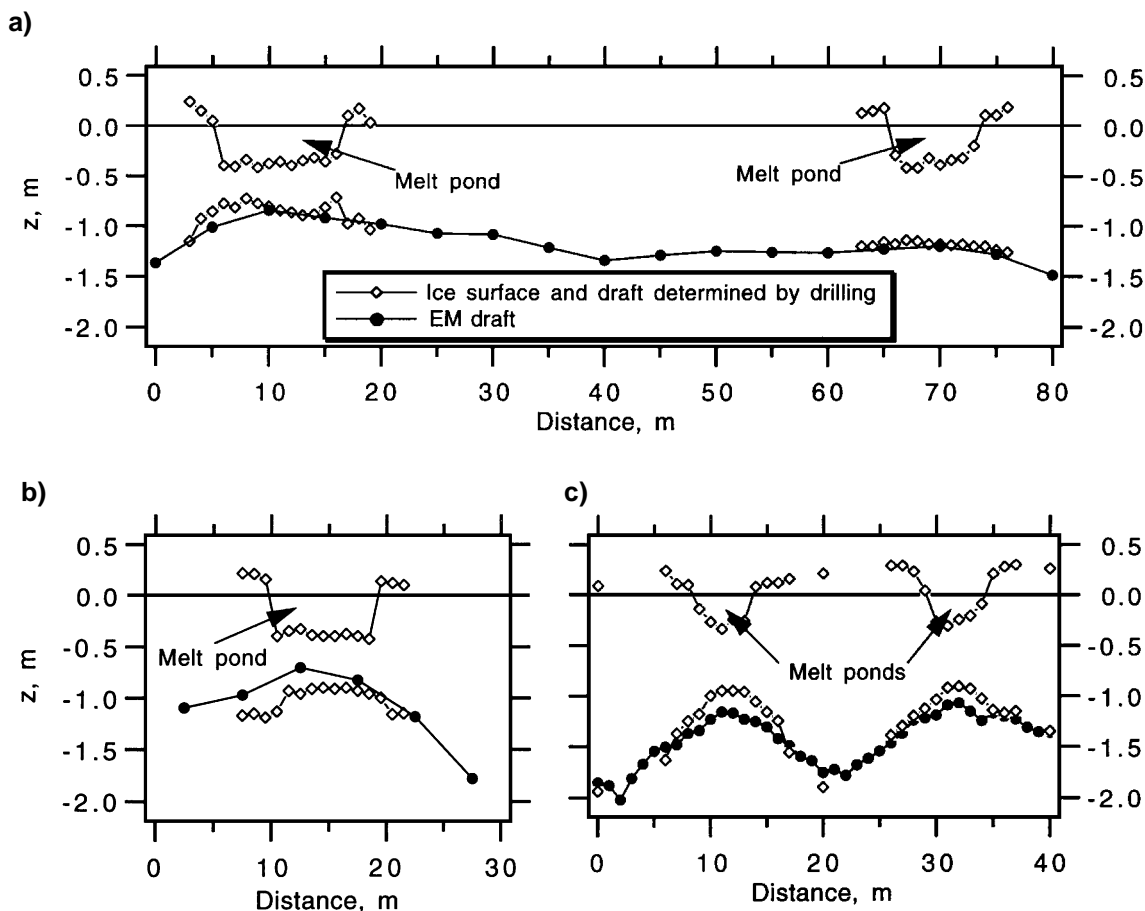 a)
0.5 0.5
0.0 0.0
-0.5 -0.5
-1.0 -1.0
-1.5 -1.5
-2.0 -2.0
z, m
Melt pond
Melt pond
Ice surface and draft determined by drilling
EM draft
0 10 20 30 40 50 60 70 80
Distance, m
b)
0.5
0.0
-0.5
-1.0
-1.5
-2.0
z, m
Melt pond
0 10 20 30
Distance, m
c)
0.5
0.0
-0.5
-1.0
-1.5
-2.0
Melt ponds
0 10 20 30 40
Distance, m